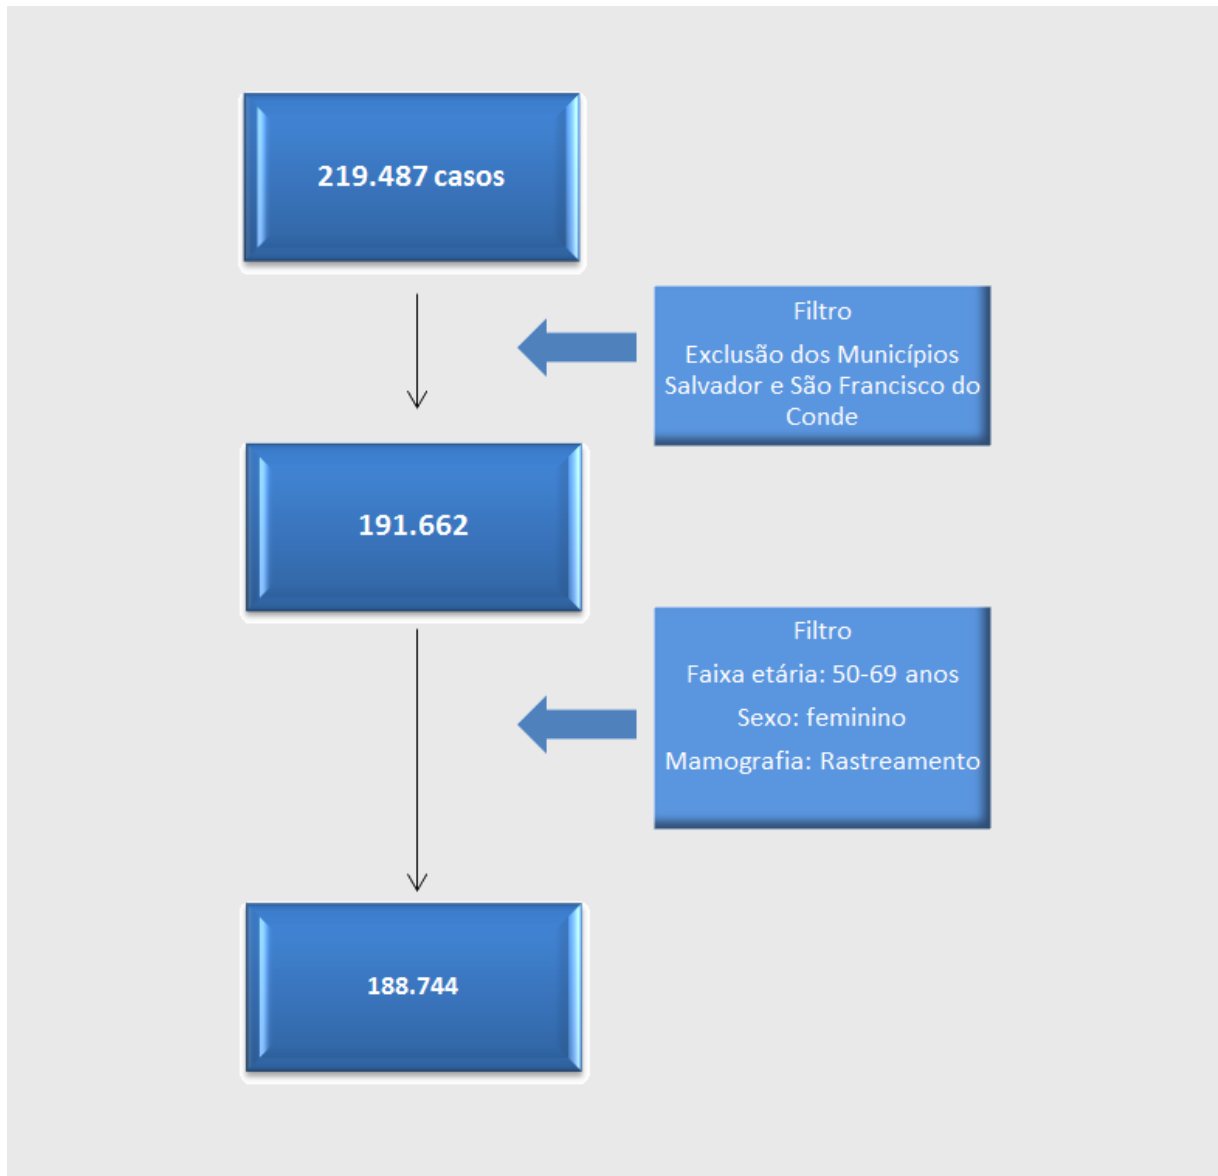 219.487 casos
Filtro
Exclusão dos Municípios
Salvador e São Francisco do
Conde
191.662
Filtro
Faixa etária: 50-69 anos
Sexo: feminino
Mamografia: Rastreamento
188.744